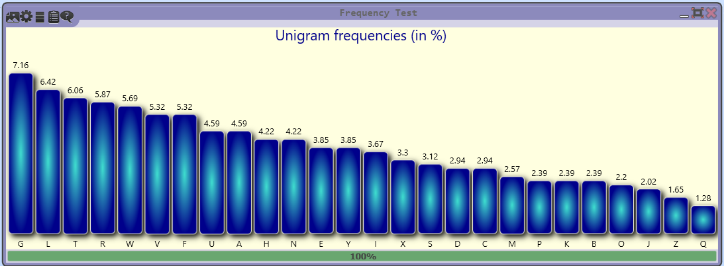 Frequency Test
Unigram frequencies (in %)
7.16 6.42 6.06 5.87 5.69 5.32 5.32 4.59 4.59 4.22 4.22 3.85 3.85 3.67 3.3 3.12 2.94 2.94 2.57 2.39 2.39 2.39 2.2 2.02 1.65 1.28
G L T R W V F U A H N E Y I X S D C M P K B O J Z Q
100%